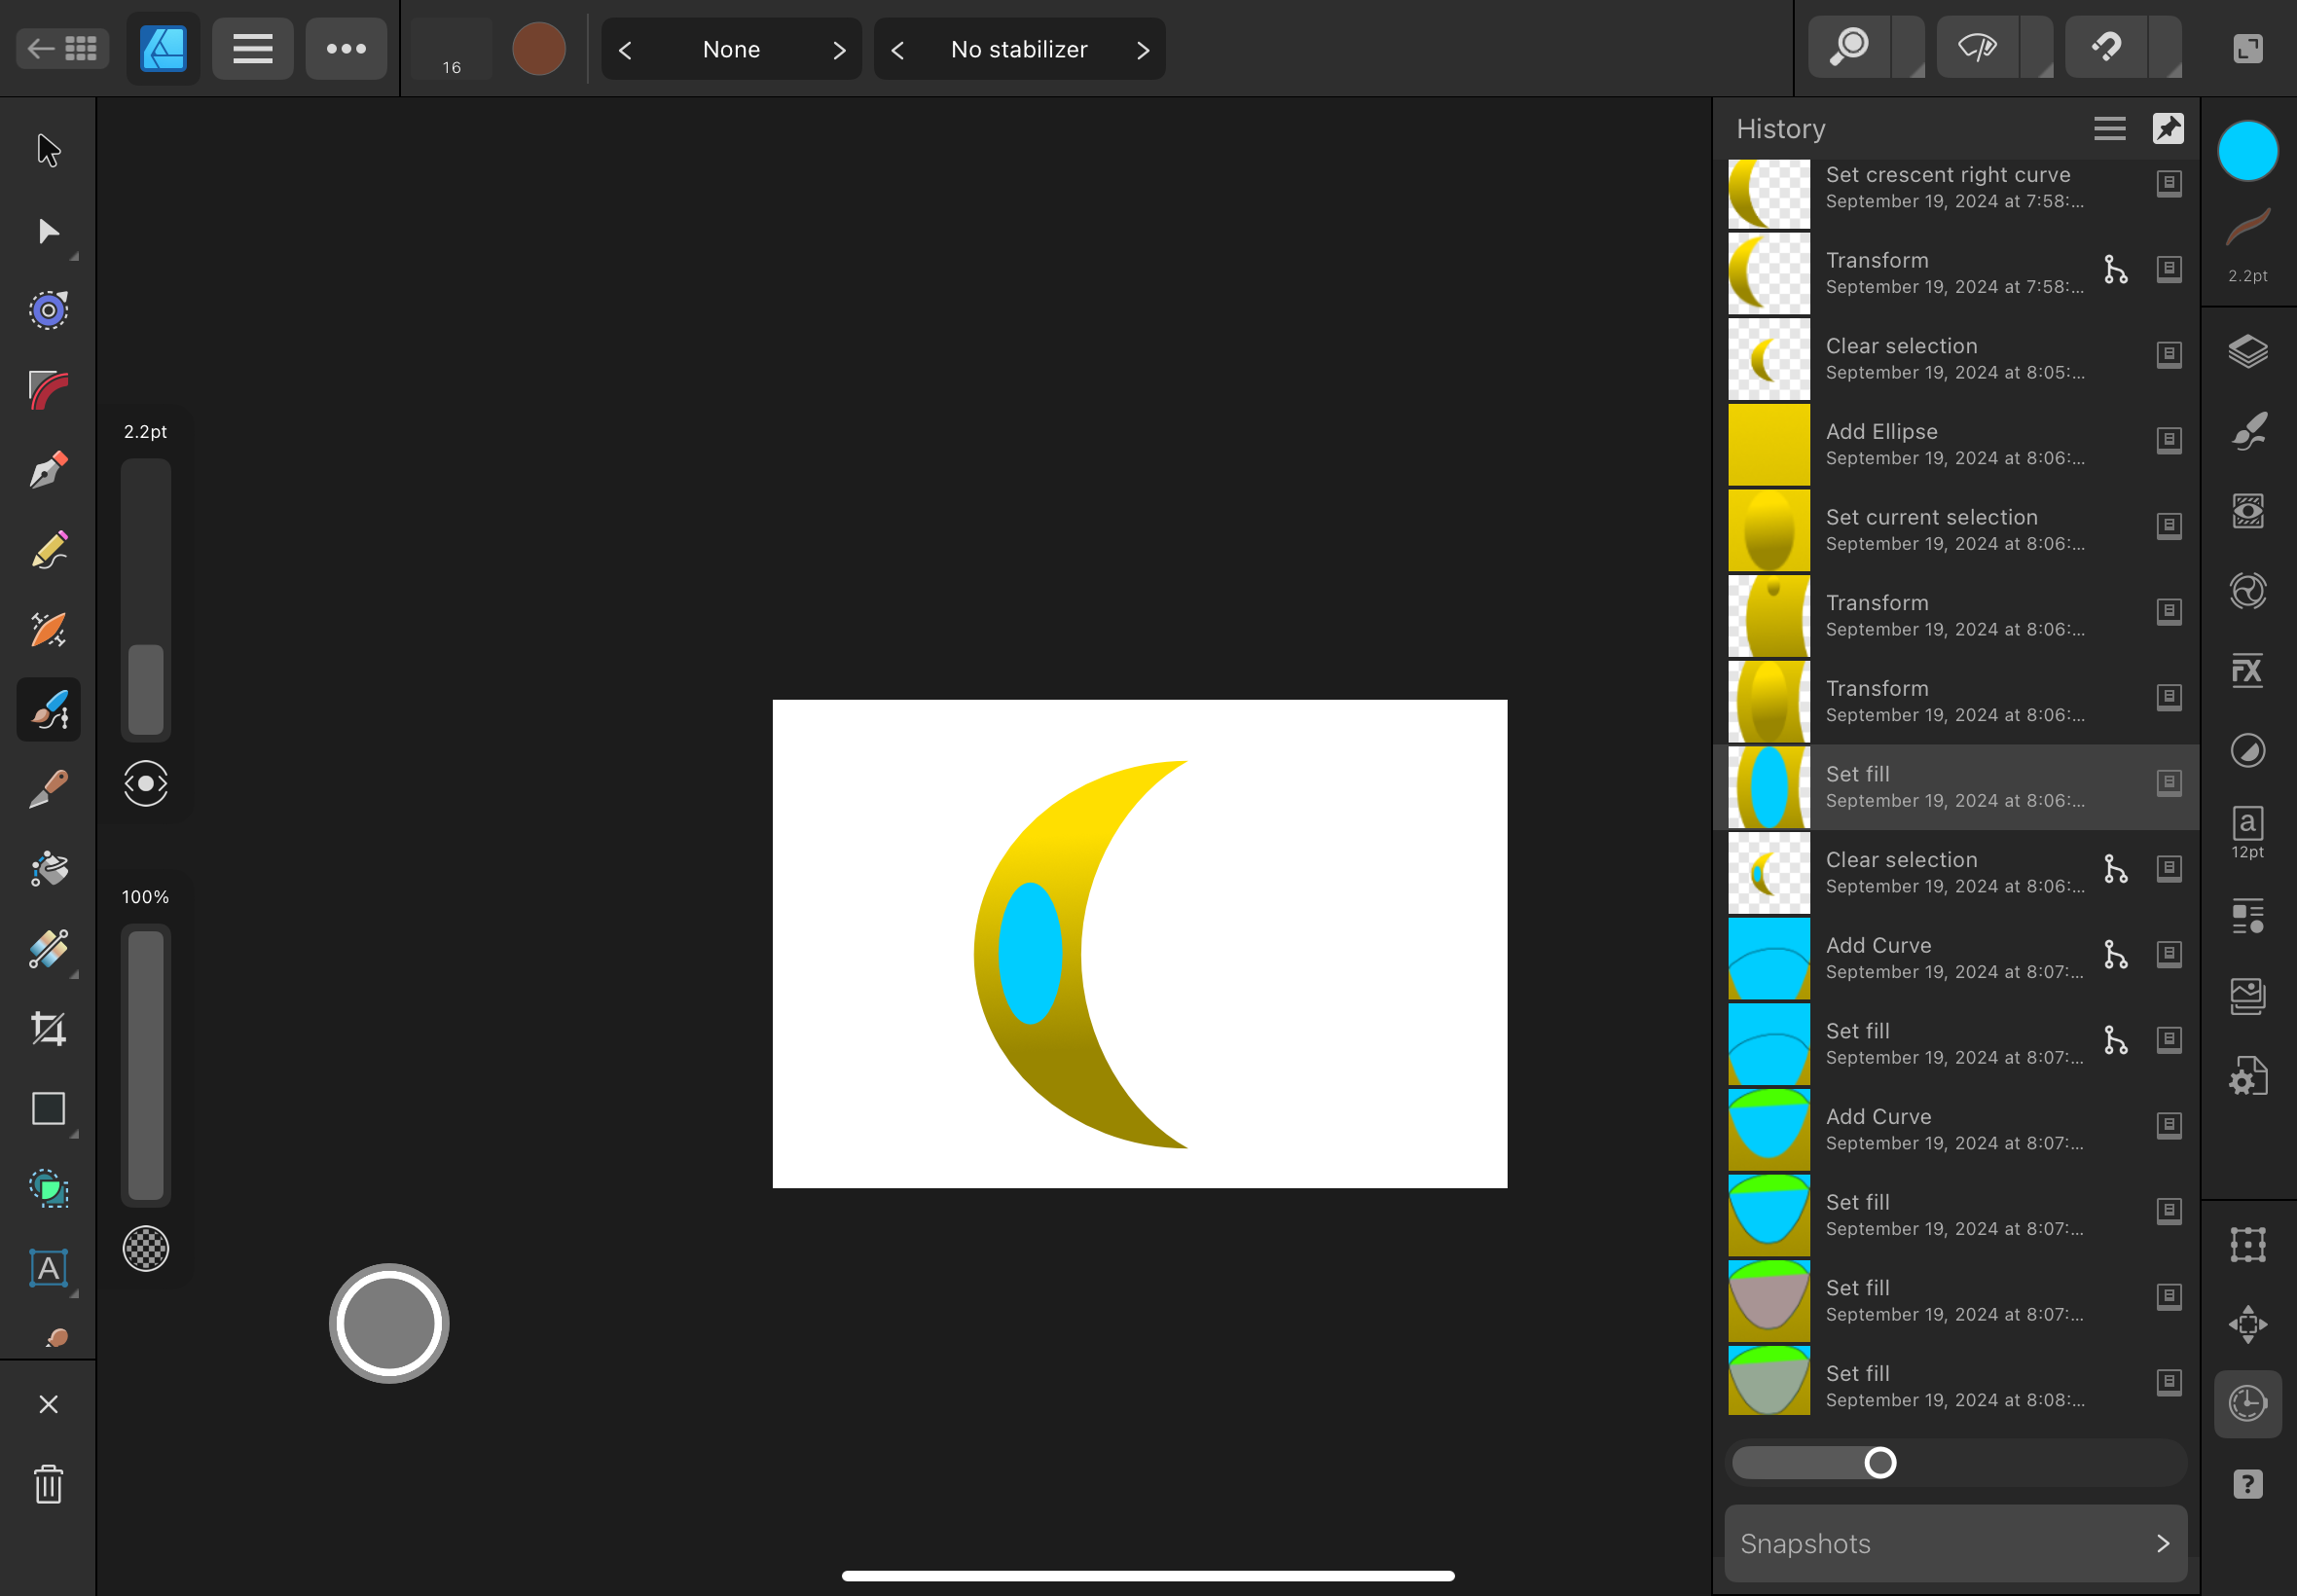 16
None
No stabilizer
History
Set crescent right curve
September 19, 2024 at 7:58:...
Transform
September 19, 2024 at 7:58:...
2.2pt
Clear selection
September 19, 2024 at 8:05:...
2.2pt
Add Ellipse
September 19, 2024 at 8:06:...
Set current selection
September 19, 2024 at 8:06:...
Transform
September 19, 2024 at 8:06:...
FX
Transform
September 19, 2024 at 8:06:...
Set fill
September 19, 2024 at 8:06:...
a
12pt
Clear selection
September 19, 2024 at 8:06:...
100%
Add Curve
September 19, 2024 at 8:07:...
Set fill
September 19, 2024 at 8:07:...
Add Curve
September 19, 2024 at 8:07:...
Set fill
September 19, 2024 at 8:07:...
A
Set fill
September 19, 2024 at 8:07:...
Set fill
September 19, 2024 at 8:08:...
?
Snapshots